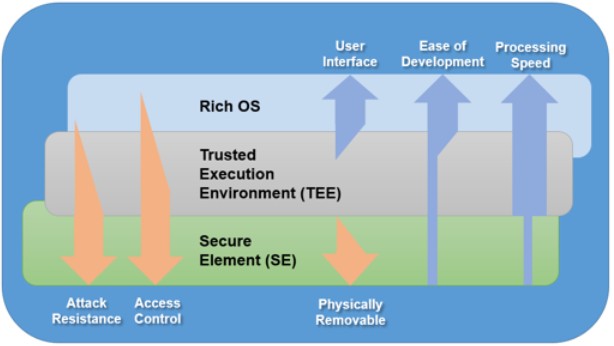 User
Interface
Ease of
Development
Processing
Speed
Rich OS
Trusted
Execution
Environment (TEE)
Secure
Element (SE)
Attack
Resistance
Access
Control
Physically
Removable